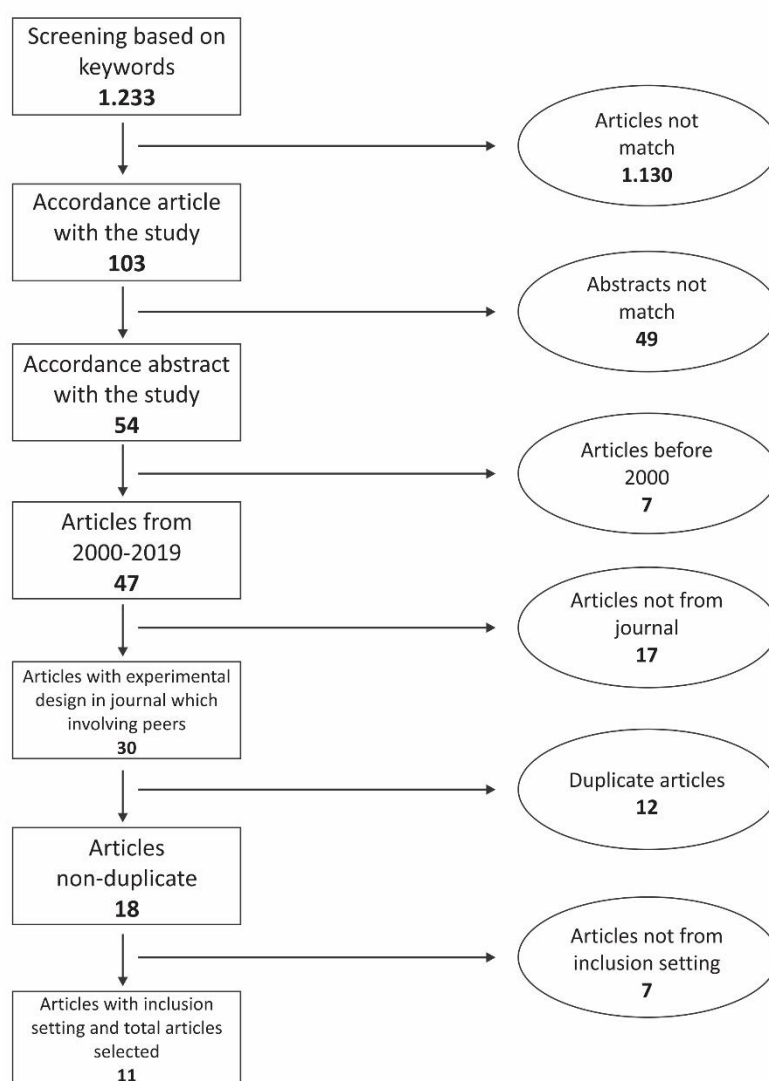 Screening based on
keywords
1.233
Articles not
match
1.130
Accordance article
with the study
103
Abstracts not
match
49
Accordance abstract
with the study
54
Articles before
2000
7
Articles from
2000-2019
47
Articles not from
journal
17
Articles with experimental
design in journal which
involving peers
30
Duplicate articles
12
Articles
non-duplicate
18
Articles not from
inclusion setting
7
Articles with inclusion
setting and total articles
selected
11